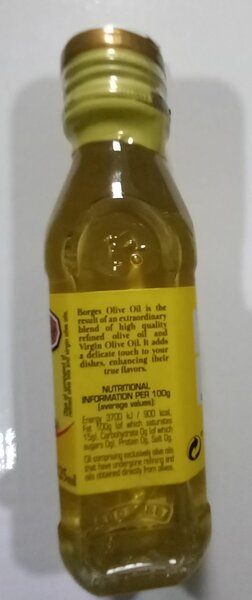 Borges Olive Oil is the
result of an extraordinary
blend of high quality
refined olive oil and
Virgin Olive Oil. It adds
a delicate touch to your
dishes, enhancing their
true flavors.
NUTRITIONAL
INFORMATION PER 100g
(average values):
Energy 3700 kJ / 900 kcal,
Fat 100g (of which saturates
15g), Carbohydrate 0g (of which
sugars 0g), Protein 0g, Salt 0g.
Oil comprising exclusively olive oils
that have undergone refining and
oils obtained directly from olives.
25ml